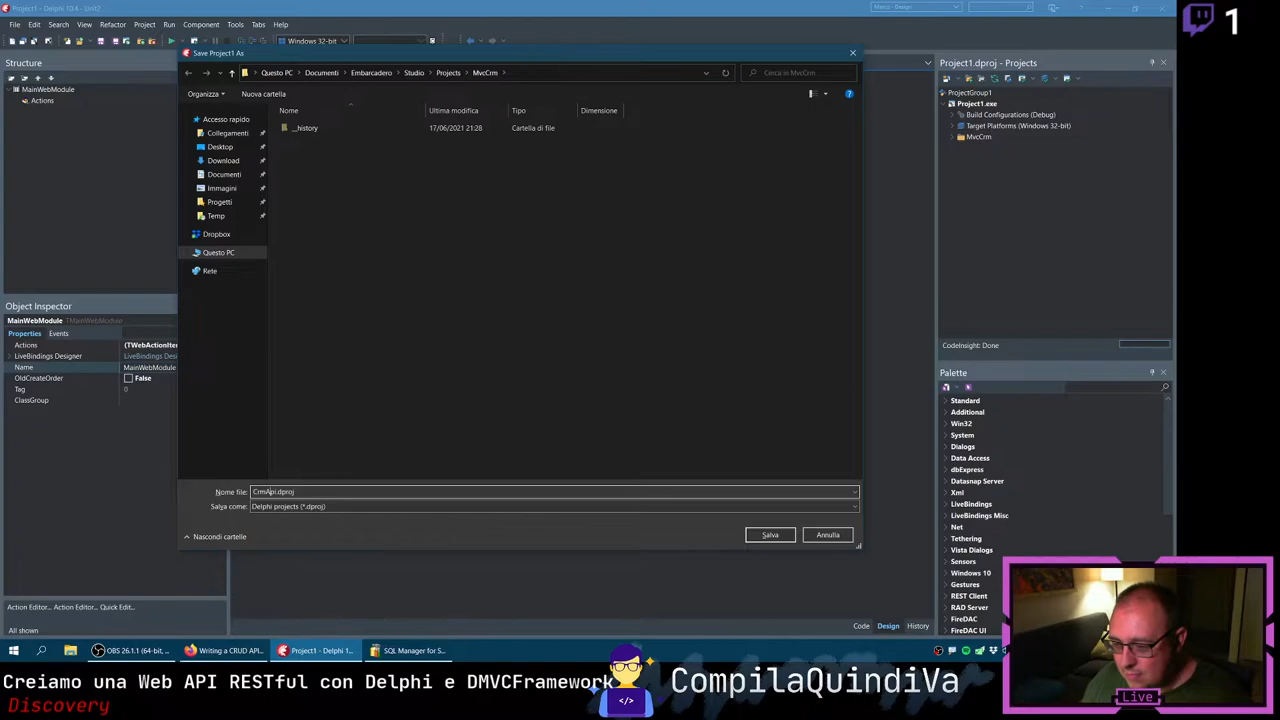 Project1 - Delphi 10.4 - Unit2
Marco - Design
1
File Edit Search View Refactor Project Run Component Tools Tabs Help
Windows 32-bit
Structure
MainWebModule
Actions
Save Project1 As
Questo PC > Documenti > Embarcadero > Studio > Projects > MvcCrm >
Cerca in MvcCrm
Organizza
Nuova cartella
Nome Ultima modifica Tipo Dimensione
__history 17/06/2021 21:28 Cartella di file
Accesso rapido
Collegamenti
Desktop
Download
Documenti
Immagini
Progetti
Temp
Dropbox
Questo PC
Rete
Nome file: CrmApi.dproj
Salva come: Delphi projects (*.dproj)
Nascondi cartelle
Salva
Annulla
Project1.dproj - Projects
ProjectGroup1
Project1.exe
Build Configurations (Debug)
Target Platforms (Windows 32-bit)
MvcCrm
CodeInsight: Done
Object Inspector
MainWebModule TMainWebModule
Properties Events
Actions (TWebActionIte
LiveBindings Designer LiveBindings Desi
Name MainWebModule
OldCreateOrder False
Tag 0
ClassGroup
Action Editor... Action Editor... Quick Edit...
All shown
Palette
Standard
Additional
Win32
System
Dialogs
Data Access
dbExpress
Datasnap Server
Xml
LiveBindings
LiveBindings Misc
Net
Tethering
Vista Dialogs
Sensors
Windows 10
Gestures
REST Client
RAD Server
FireDAC
FireDAC UI
Code Design History
OBS 26.1.1 (64-bit, ...
Writing a CRUD API...
Project1 - Delphi 1...
SQL Manager for S...
Creiamo una Web API RESTful con Delphi e DMVCFramework
Discovery
CompilaQuindiVa
Live